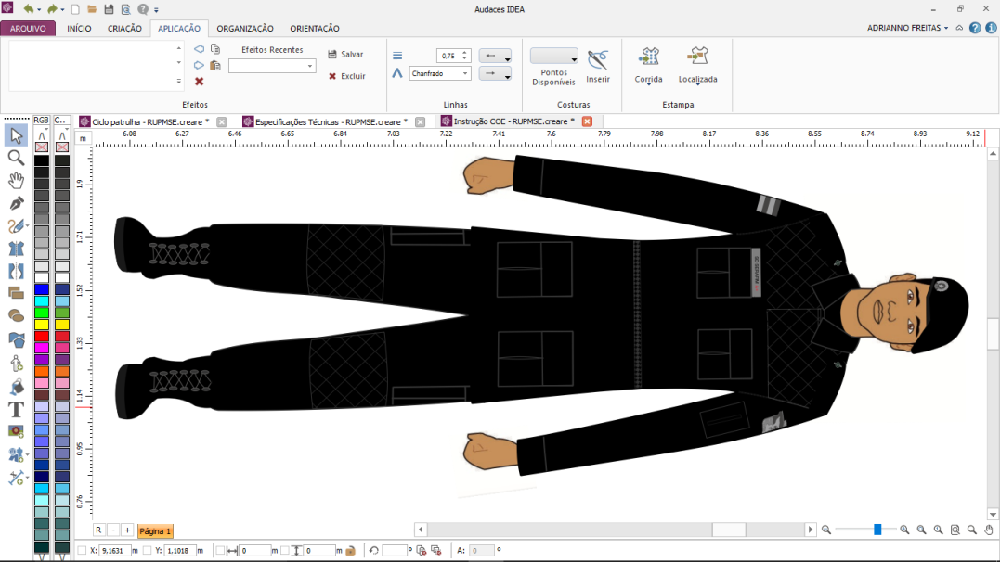 Audaces IDEA
ARQUIVO INÍCIO CRIAÇÃO APLICAÇÃO ORGANIZAÇÃO ORIENTAÇÃO ADRIANNO FREITAS
Efeitos Recentes
Salvar
Excluir
Efeitos
0,75
Chanfrado
Linhas
Pontos
Disponíveis
Inserir
Costuras
Corrida
Localizada
Estampa
RGB C...
Ciclo patrulha - RUPMSE.creare *
Especificações Técnicas - RUPMSE.creare *
Instrução COE - RUPMSE.creare *
m 6.08 6.27 6.46 6.65 6.84 7.03 7.22 7.41 7.6 7.79 7.98 8.17 8.36 8.55 8.74 8.93 9.12
1.9
1.71
1.52
1.33
1.14
0.95
0.76
R - + Página 1
X: 9,1631 m Y: 1,1018 m 0 m 0 m º A: 0 º